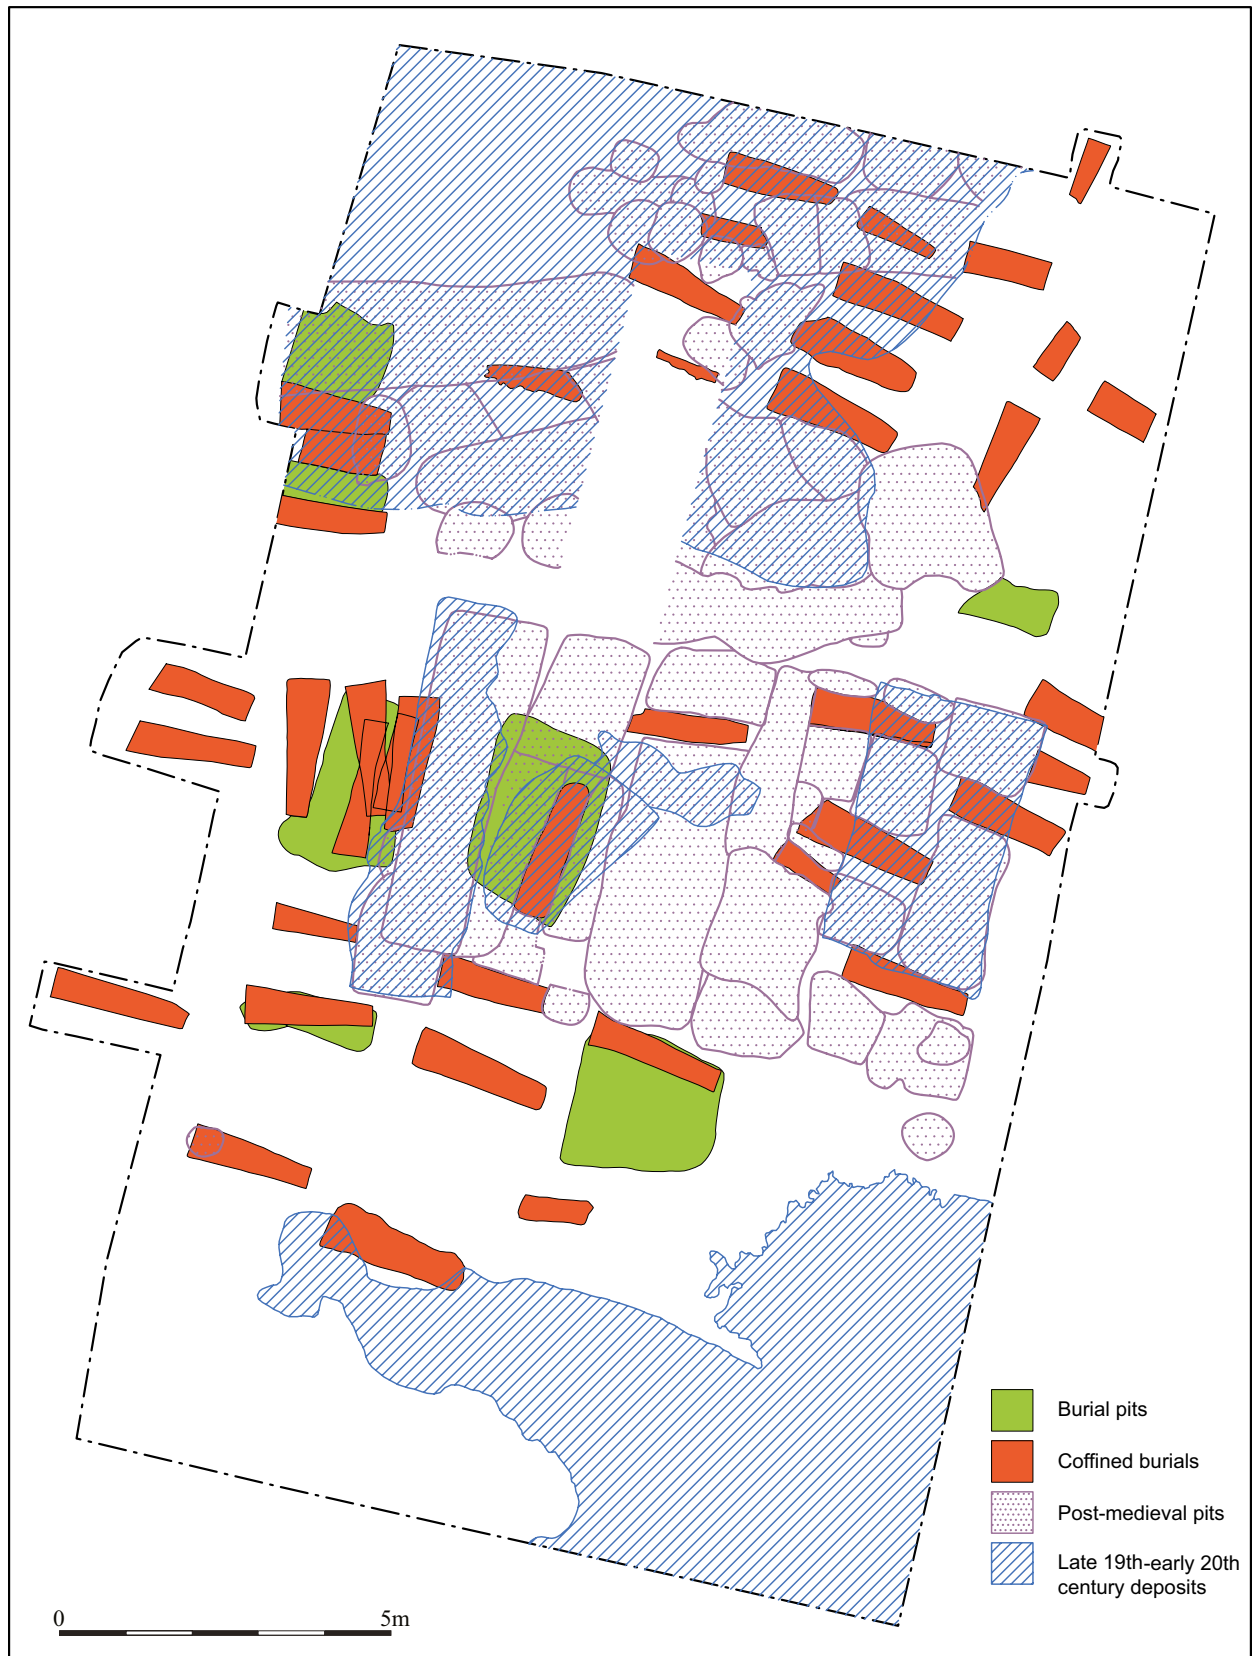 Burial pits
Coffined burials
Post-medieval pits
Late 19th-early 20th
century deposits
0 5m